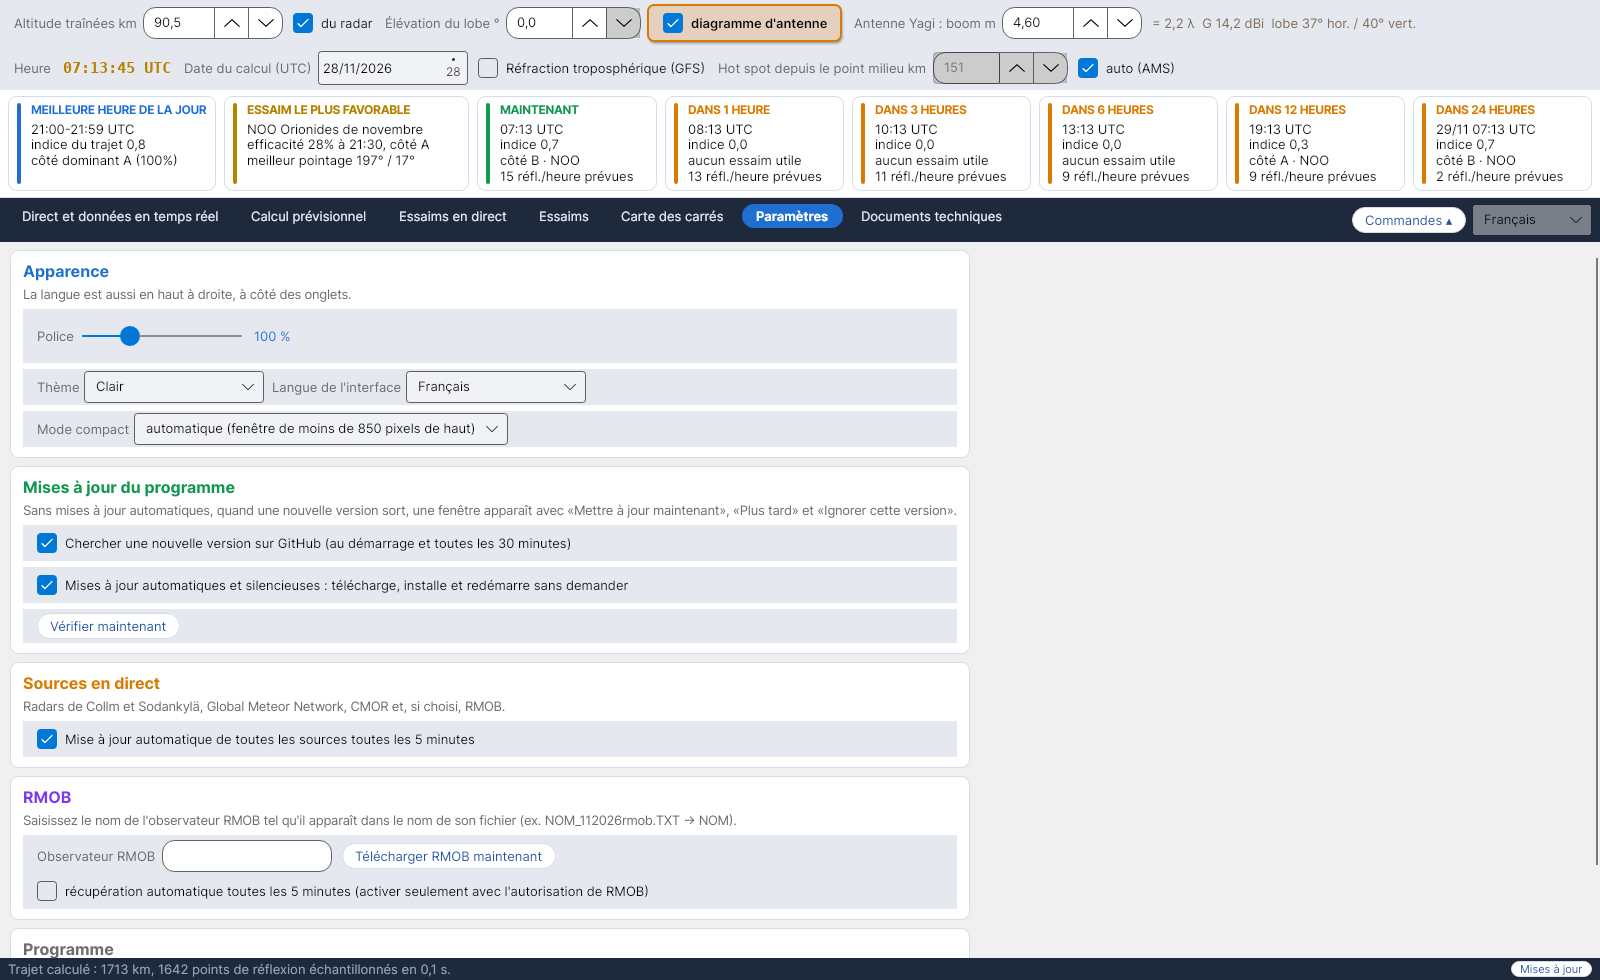 Altitude traînées km 90,5 du radar Élévation du lobe ° 0,0 diagramme d'antenne Antenne Yagi : boom m 4,60 = 2,2 λ G 14,2 dBi lobe 37° hor. / 40° vert.
Heure 07:13:45 UTC Date du calcul (UTC) 28/11/2026 28 Réfraction troposphérique (GFS) Hot spot depuis le point milieu km 151 auto (AMS)
MEILLEURE HEURE DE LA JOUR
21:00-21:59 UTC
indice du trajet 0,8
côté dominant A (100%)
ESSAIM LE PLUS FAVORABLE
NOO Orionides de novembre
efficacité 28% à 21:30, côté A
meilleur pointage 197° / 17°
MAINTENANT
07:13 UTC
indice 0,7
côté B · NOO
15 réfl./heure prévues
DANS 1 HEURE
08:13 UTC
indice 0,0
aucun essaim utile
13 réfl./heure prévues
DANS 3 HEURES
10:13 UTC
indice 0,0
aucun essaim utile
11 réfl./heure prévues
DANS 6 HEURES
13:13 UTC
indice 0,0
aucun essaim utile
9 réfl./heure prévues
DANS 12 HEURES
19:13 UTC
indice 0,3
côté A · NOO
9 réfl./heure prévues
DANS 24 HEURES
29/11 07:13 UTC
indice 0,7
côté B · NOO
2 réfl./heure prévues
Direct et données en temps réel Calcul prévisionnel Essaims en direct Essaims Carte des carrés Paramètres Documents techniques Commandes ▴ Français
Apparence
La langue est aussi en haut à droite, à côté des onglets.
Police 100 %
Thème Clair Langue de l'interface Français
Mode compact automatique (fenêtre de moins de 850 pixels de haut)
Mises à jour du programme
Sans mises à jour automatiques, quand une nouvelle version sort, une fenêtre apparaît avec «Mettre à jour maintenant», «Plus tard» et «Ignorer cette version».
Chercher une nouvelle version sur GitHub (au démarrage et toutes les 30 minutes)
Mises à jour automatiques et silencieuses : télécharge, installe et redémarre sans demander
Vérifier maintenant
Sources en direct
Radars de Collm et Sodankylä, Global Meteor Network, CMOR et, si choisi, RMOB.
Mise à jour automatique de toutes les sources toutes les 5 minutes
RMOB
Saisissez le nom de l'observateur RMOB tel qu'il apparaît dans le nom de son fichier (ex. NOM_112026rmob.TXT → NOM).
Observateur RMOB Télécharger RMOB maintenant
récupération automatique toutes les 5 minutes (activer seulement avec l'autorisation de RMOB)
Programme
Trajet calculé : 1713 km, 1642 points de réflexion échantillonnés en 0,1 s. Mises à jour